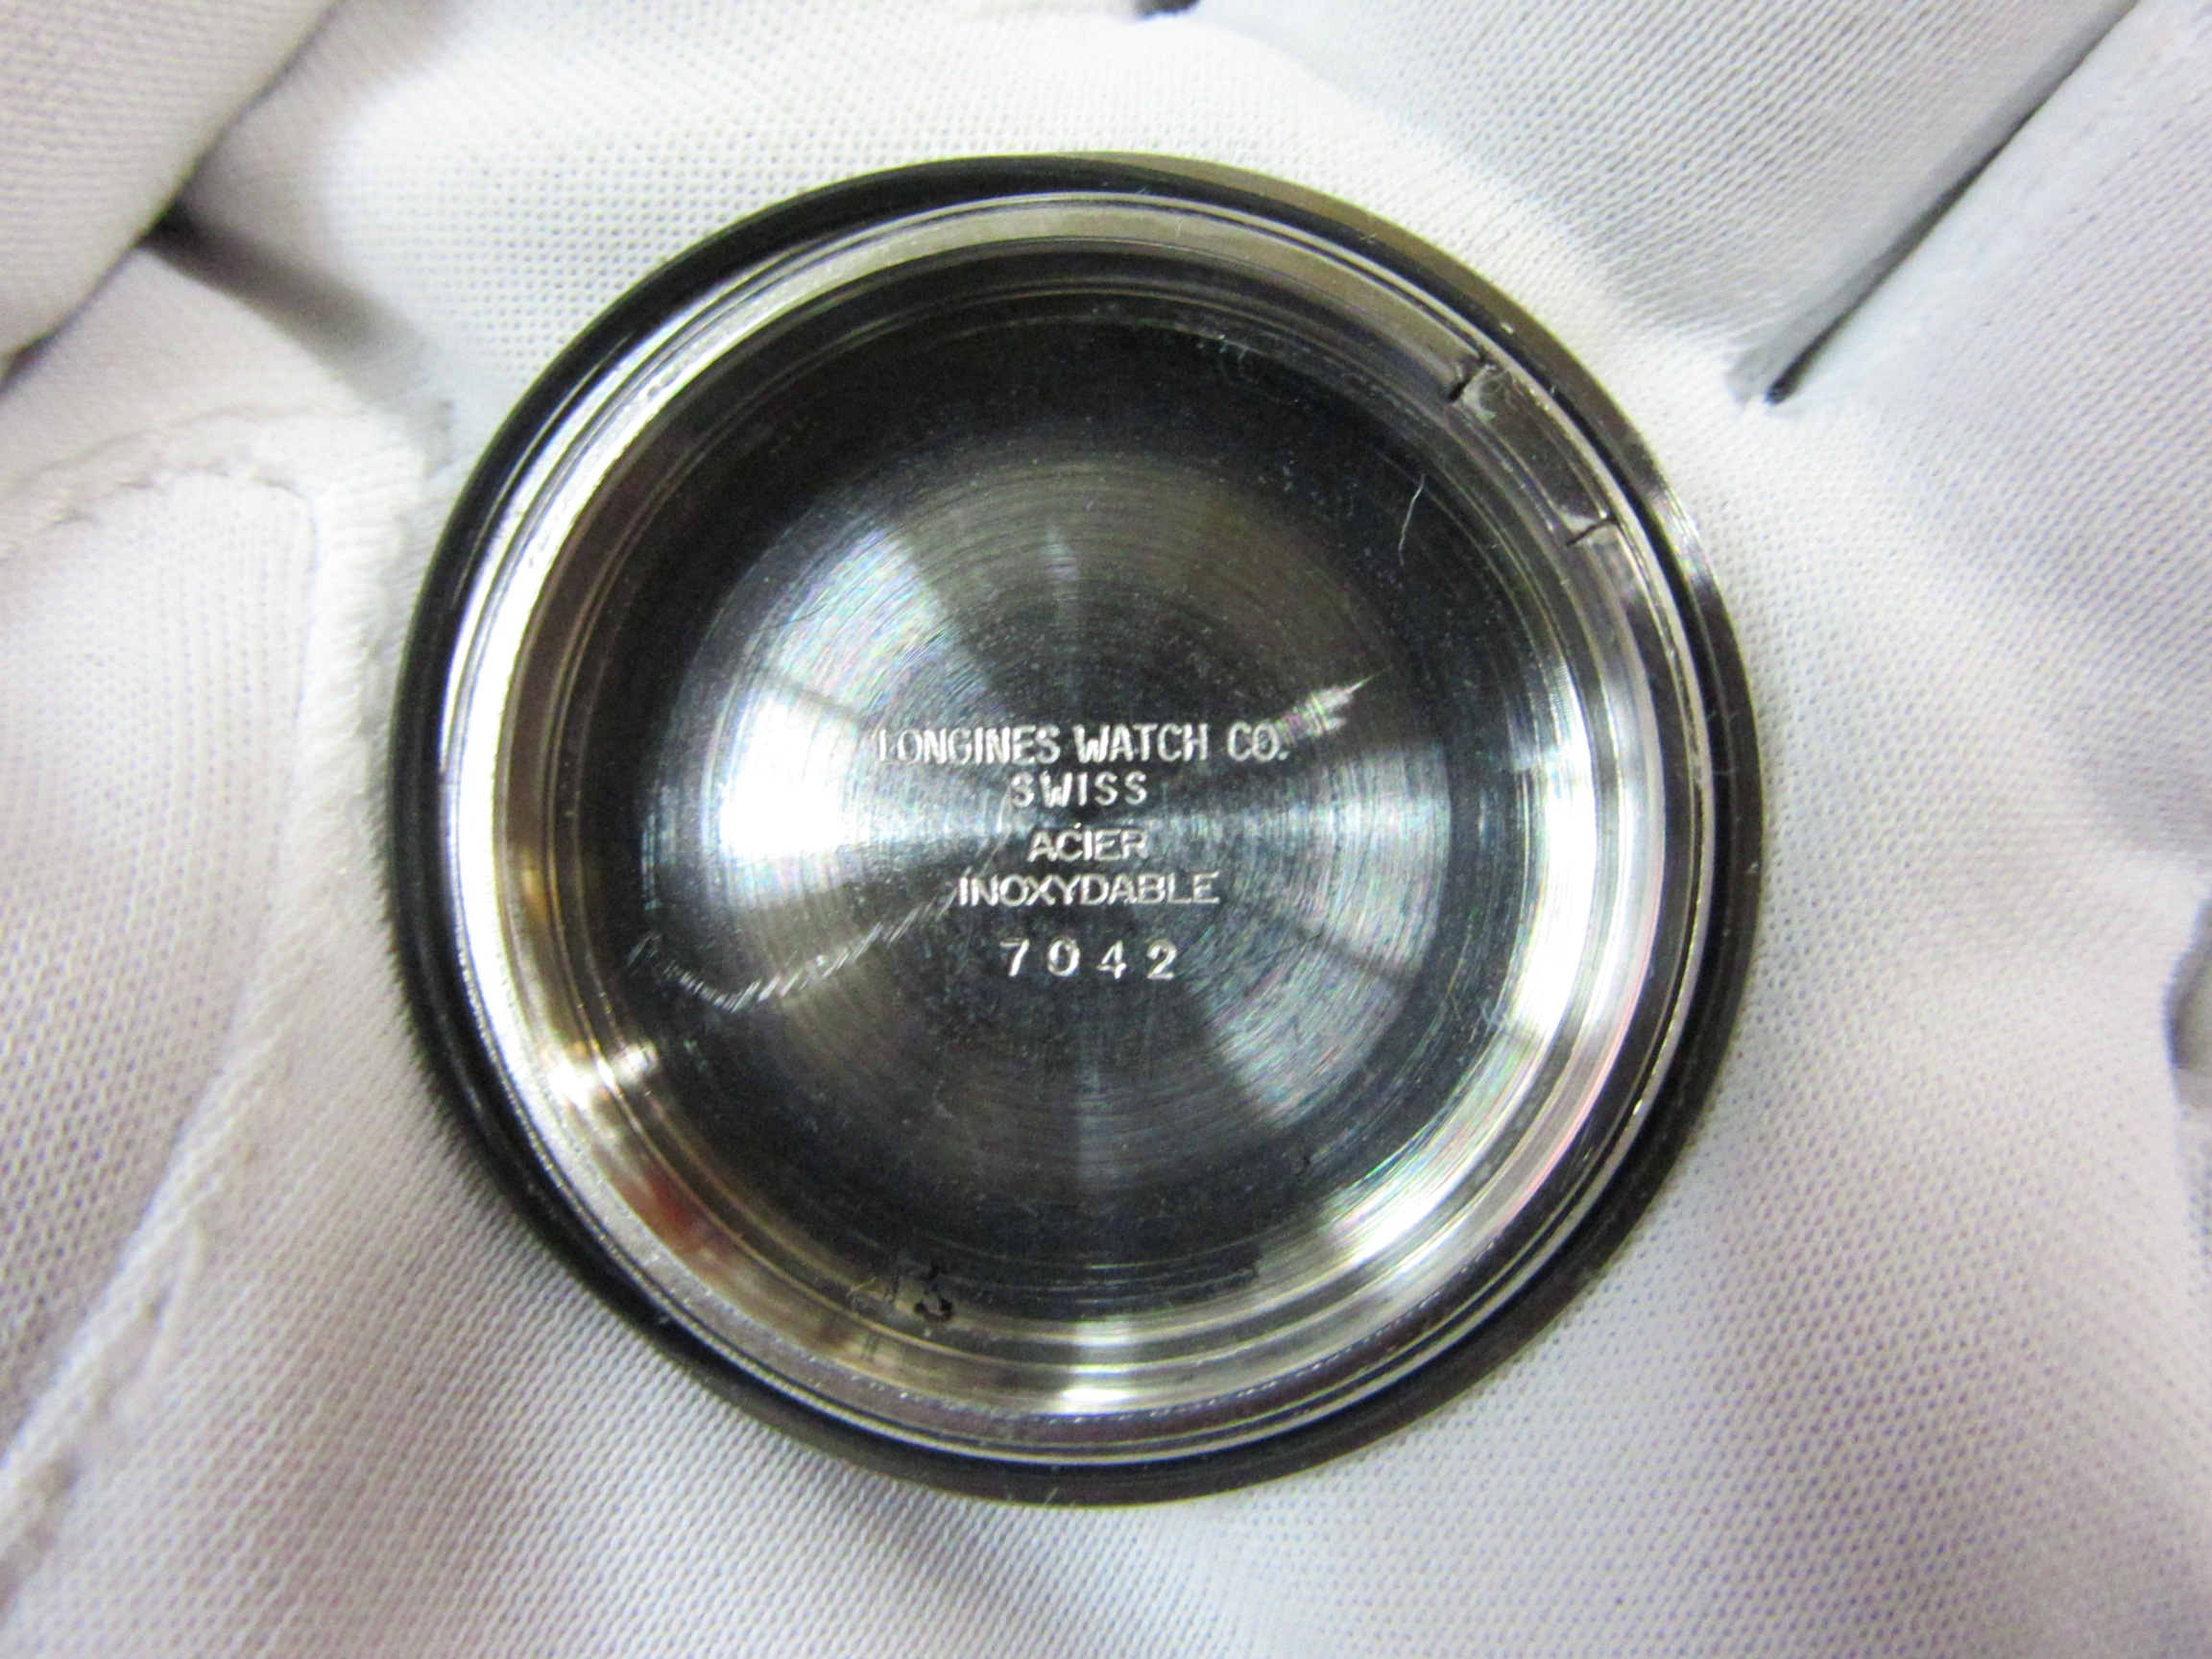 LONGINES WATCH CO.
SWISS
ACIER
INOXYDABLE
7042